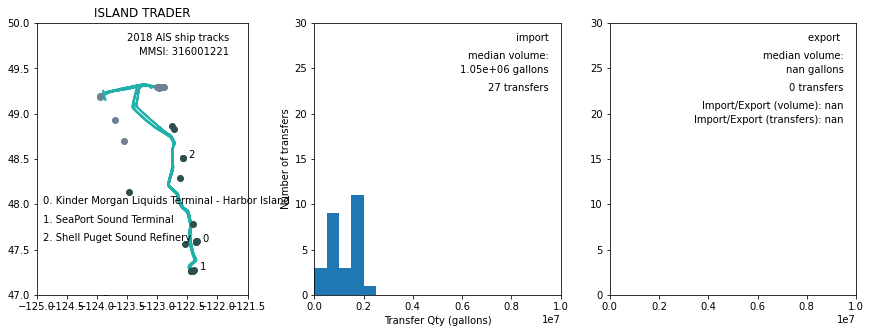 ISLAND TRADER
2018 AIS ship tracks
MMSI: 316001221
50.0
49.5
49.0
48.5
48.0
47.5
47.0
2
0
1
0. Kinder Morgan Liquids Terminal - Harbor Island
1. SeaPort Sound Terminal
2. Shell Puget Sound Refinery
−125.0−124.5−124.0−123.5−123.0−122.5−122.0−121.5
import
median volume:
1.05e+06 gallons
27 transfers
Number of transfers
30
25
20
15
10
5
0
0.0 0.2 0.4 0.6 0.8 1.0
1e7
Transfer Qty (gallons)
export
median volume:
nan gallons
0 transfers
Import/Export (volume): nan
Import/Export (transfers): nan
30
25
20
15
10
5
0
0.0 0.2 0.4 0.6 0.8 1.0
1e7